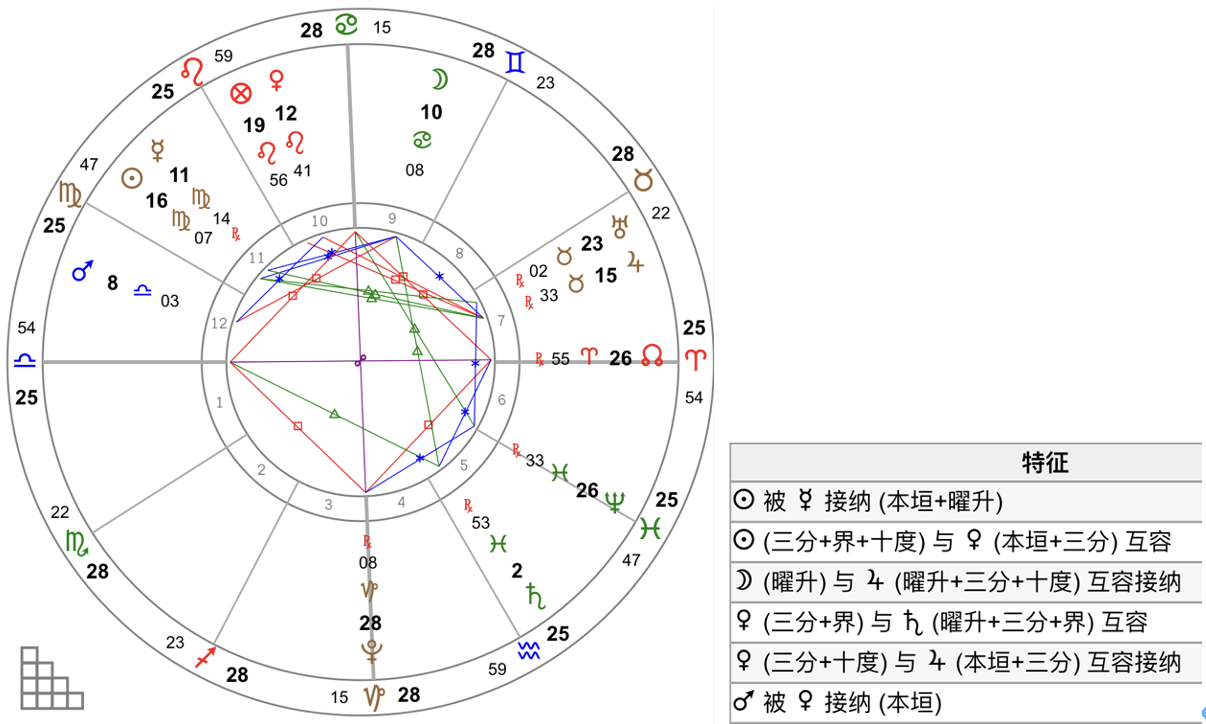 28 ♋ 15
28 ♊ 23
59 ♌ 25
♀ 12 ♌ 41
⊗ 19 ♌ 56
☽ 10 ♋ 08
28 ♉ 22
47 ♍ 25
☿ 11 ♍ 14 ℞
☉ 16 ♍ 07
♅ 23 ♉ 02 ℞
♃ 15 ♉ 33 ℞
♂ 8 ♎ 03
10 9
11 8
12 7
54 ♎ 25
℞ 55 ♈ 26 ☊
25 ♈ 54
1 6
2 5
3 4
℞ 33 ♓ 26 ♆
25 ♓ 47
℞ 53 ♓ 2 ♄
22 ♏ 28
℞ 08 ♑ 28 ♇
23 ♐ 28
59 ♒ 25
15 ♑ 28
特征
☉ 被 ☿ 接纳 (本垣+曜升)
☉ (三分+界+十度) 与 ♀ (本垣+三分) 互容
☽ (曜升) 与 ♃ (曜升+三分+十度) 互容接纳
♀ (三分+界) 与 ♄ (曜升+三分+界) 互容
♀ (三分+十度) 与 ♃ (本垣+三分) 互容接纳
♂ 被 ♀ 接纳 (本垣)